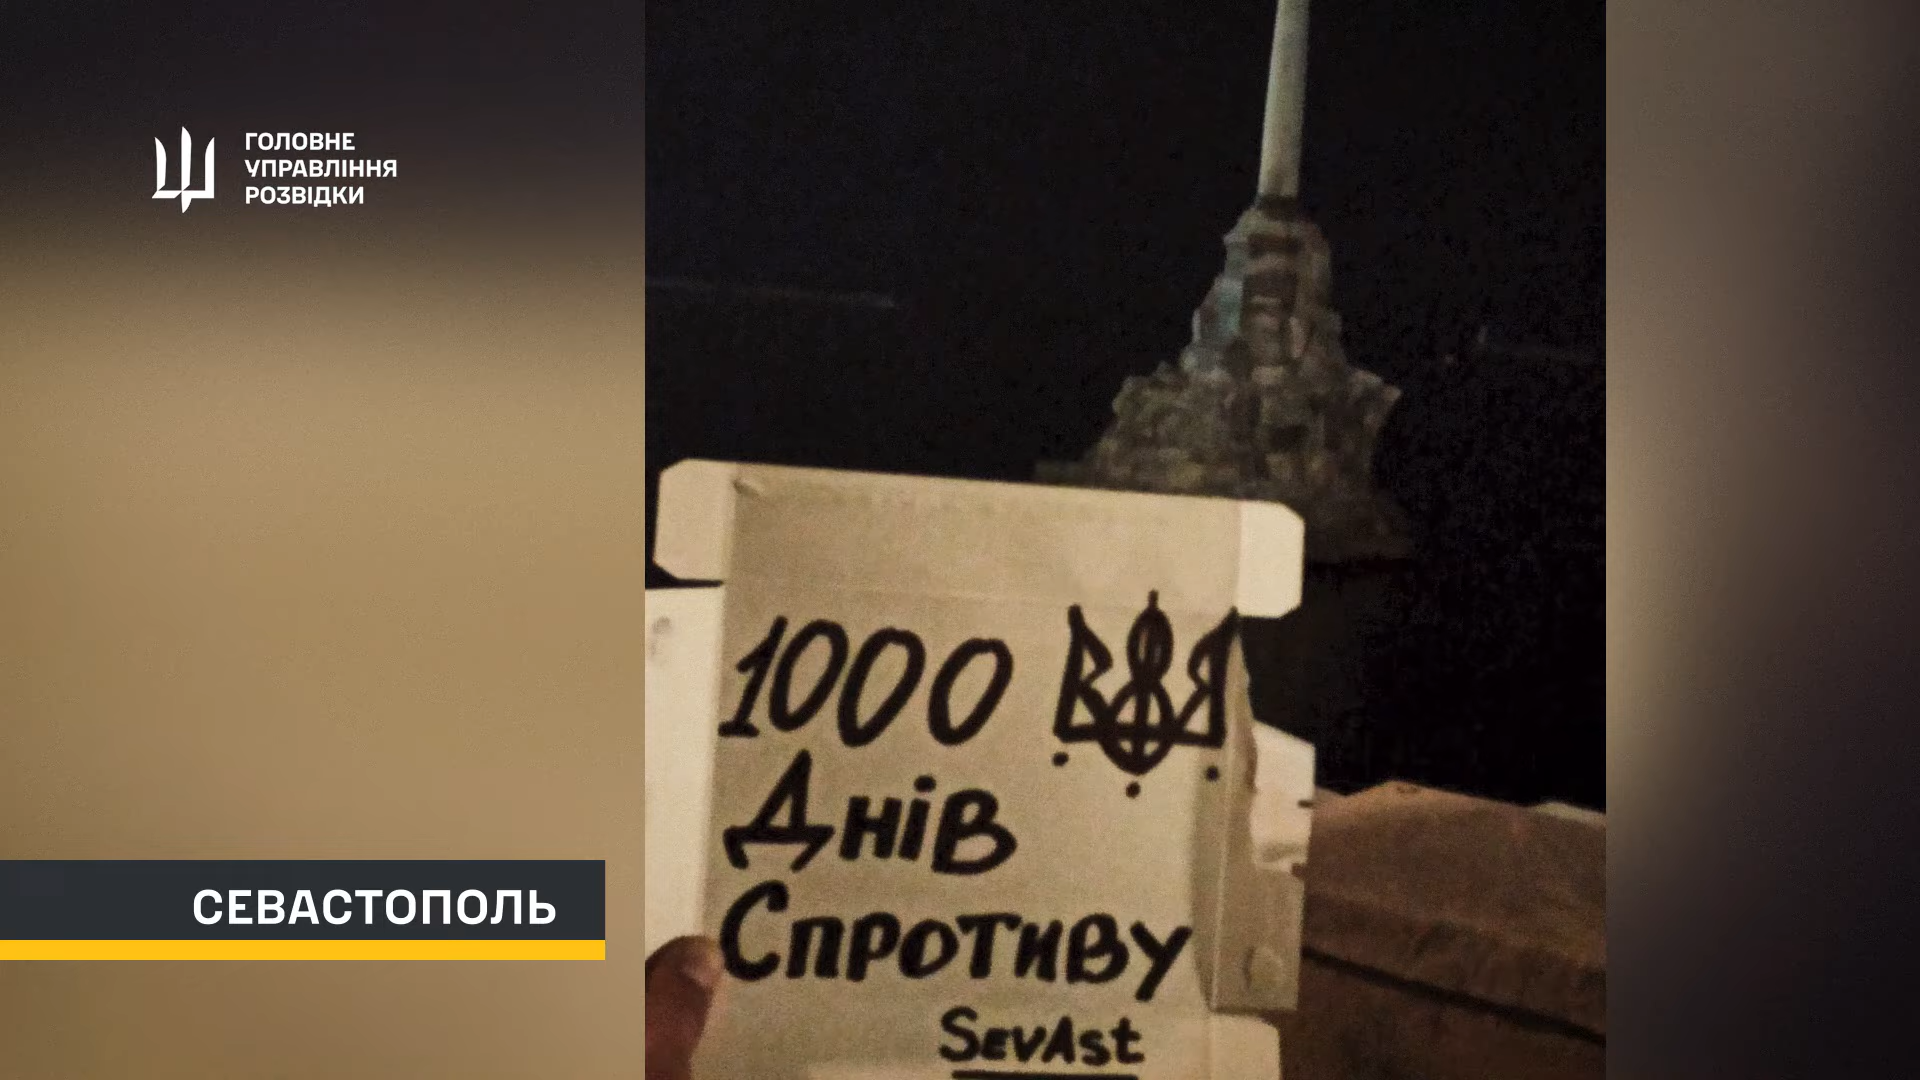 ГОЛОВНЕ
УПРАВЛІННЯ
РОЗВІДКИ
1000
Днів
Спротиву
SevAst
СЕВАСТОПОЛЬ